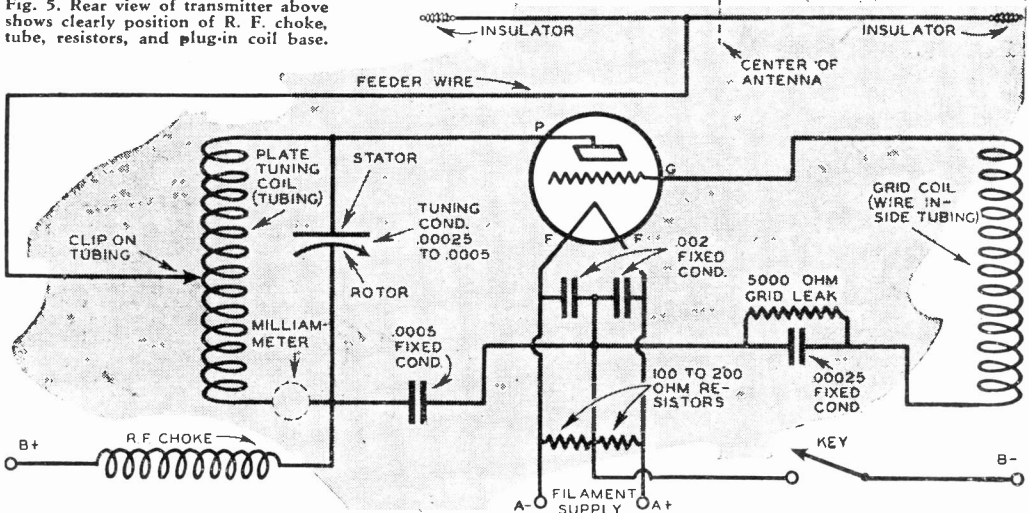 Fig. 5. Rear view of transmitter above
shows clearly position of R. F. choke,
tube, resistors, and plug-in coil base.
INSULATOR
INSULATOR
CENTER OF
ANTENNA
FEEDER WIRE
P
G
F
F
PLATE
TUNING
COIL
(TUBING)
STATOR
TUNING
COND.
.00025
TO .0005
ROTOR
CLIP ON
TUBING
MILLIAM-
METER
.0005
FIXED
COND.
.002
FIXED
COND.
GRID COIL
(WIRE IN-
SIDE TUBING)
5000 OHM
GRID LEAK
.00025
FIXED
COND.
100 TO 200
OHM RE-
SISTORS
B+
R F CHOKE
KEY
B-
A-
FILAMENT
SUPPLY
A+